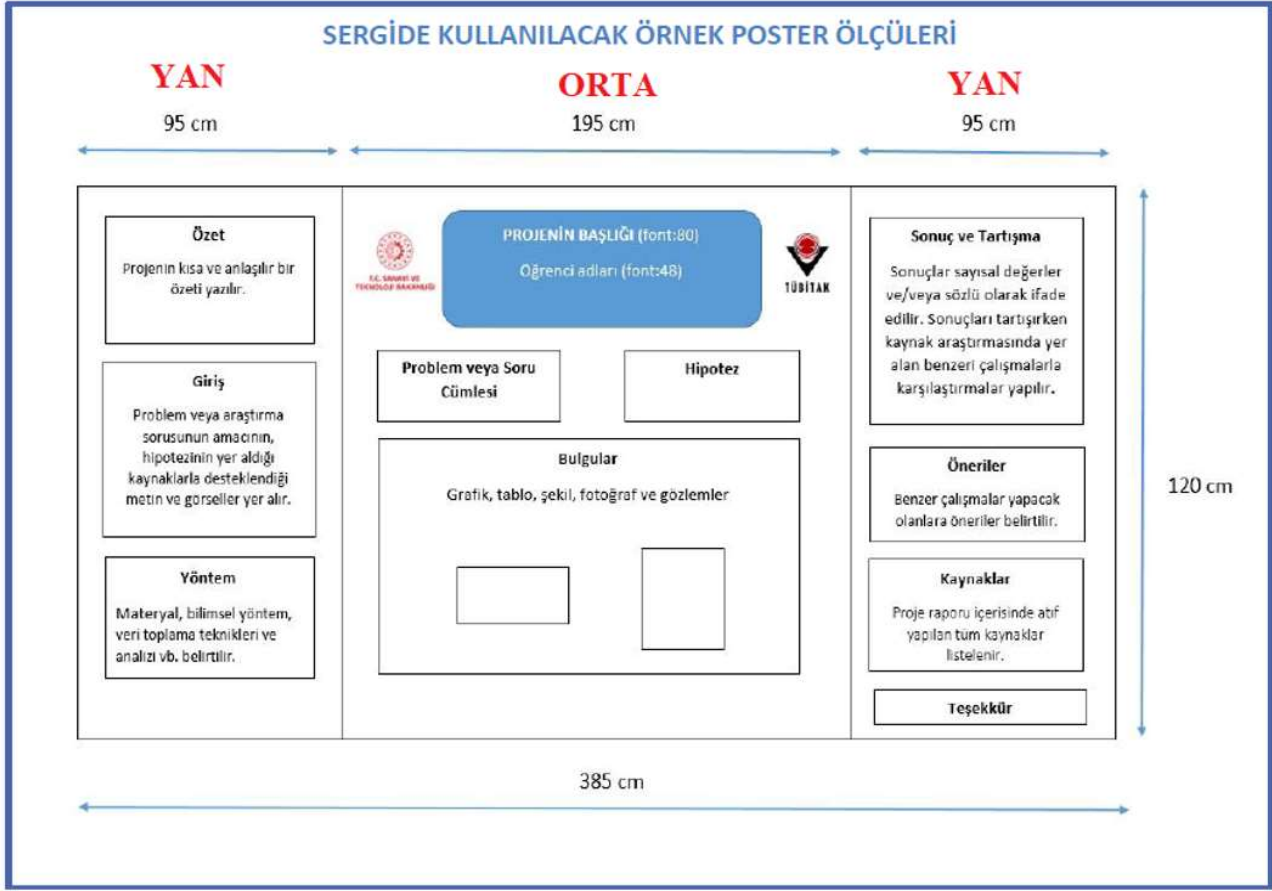 SERGİDE KULLANILACAK ÖRNEK POSTER ÖLÇÜLERİ
YAN
ORTA
YAN
95 cm
195 cm
95 cm
Özet
Projenin kısa ve anlaşılır bir
özeti yazılır.
Giriş
Problem veya araştırma
sorusunun amacının,
hipotezinin yer aldığı
kaynaklarla desteklendiği
metin ve görseller yer alır.
Yöntem
Materyal, bilimsel yöntem,
veri toplama teknikleri ve
analizi vb. belirtilir.
T.C. SANAYİ VE
TEKNOLOJİ BAKANLIĞI
PROJENİN BAŞLIĞI (font:80)
Öğrenci adları (font:48)
TÜBİTAK
Problem veya Soru
Cümlesi
Hipotez
Bulgular
Grafik, tablo, şekil, fotoğraf ve gözlemler
Sonuç ve Tartışma
Sonuçlar sayısal değerler
ve/veya sözlü olarak ifade
edilir. Sonuçları tartışırken
kaynak araştırmasında yer
alan benzeri çalışmalarla
karşılaştırmalar yapılır.
Öneriler
Benzer çalışmalar yapacak
olanlara öneriler belirtilir.
Kaynaklar
Proje raporu içerisinde atıf
yapılan tüm kaynaklar
listelenir.
Teşekkür
120 cm
385 cm